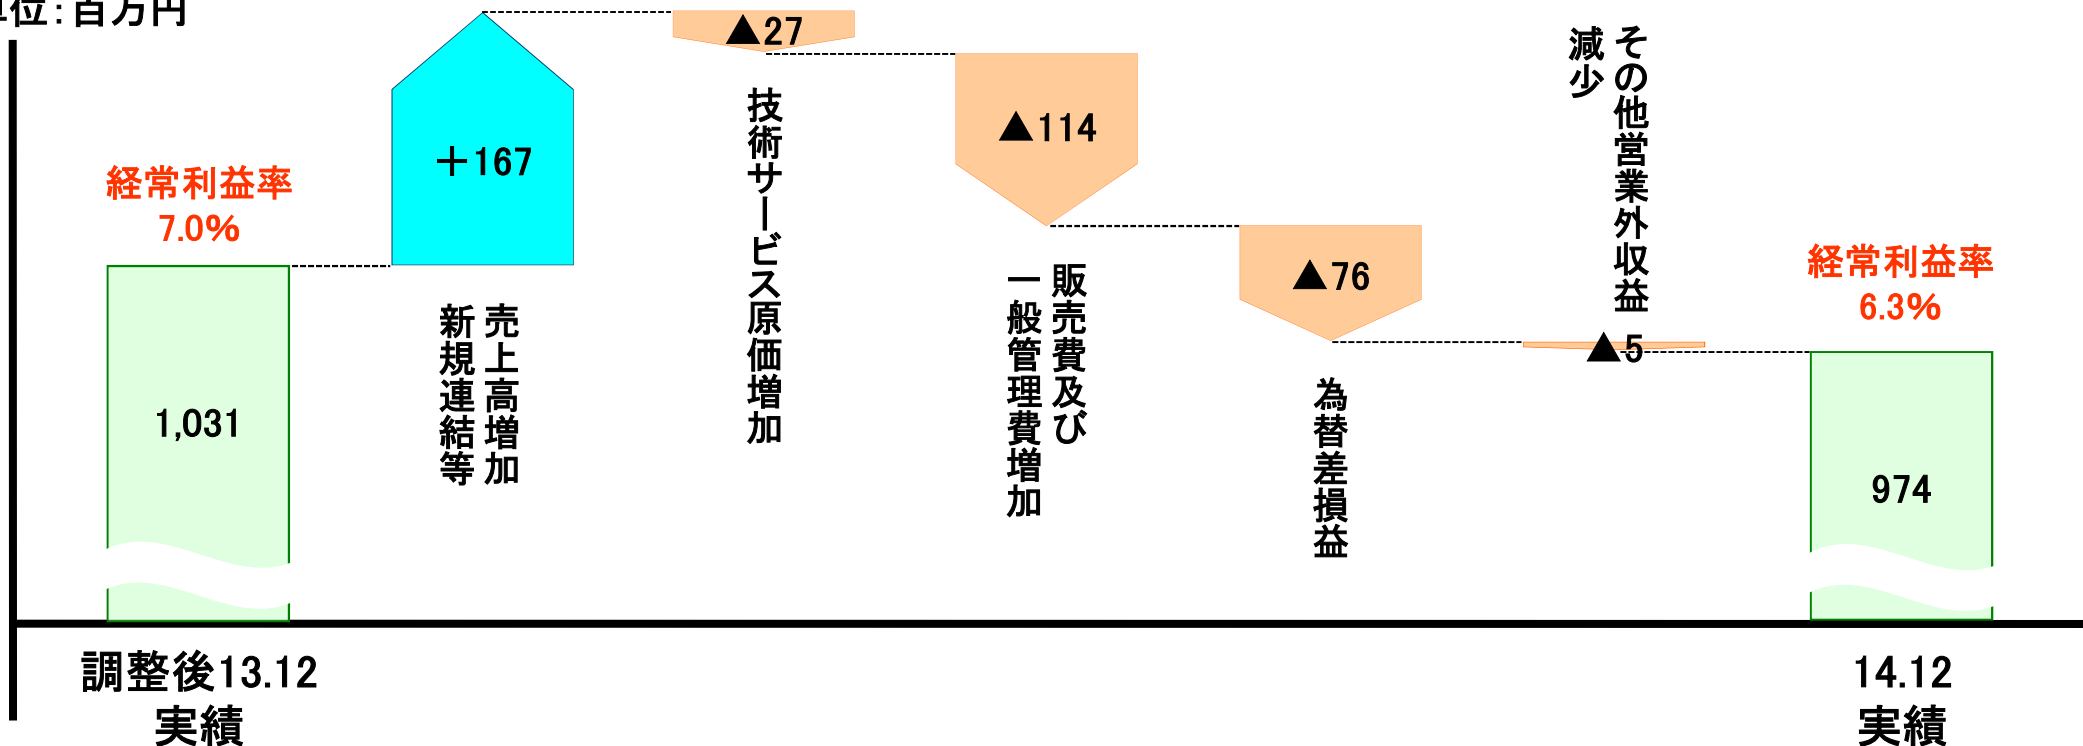 位:百万円
経常利益率
7.0%
1,031
調整後13.12
実績
＋167
売上高増加
新規連結等
▲27
技術サービス原価増加
▲114
販売費及び
一般管理費増加
▲76
為替差損益
その他営業外収益
減少
▲5
経常利益率
6.3%
974
14.12
実績